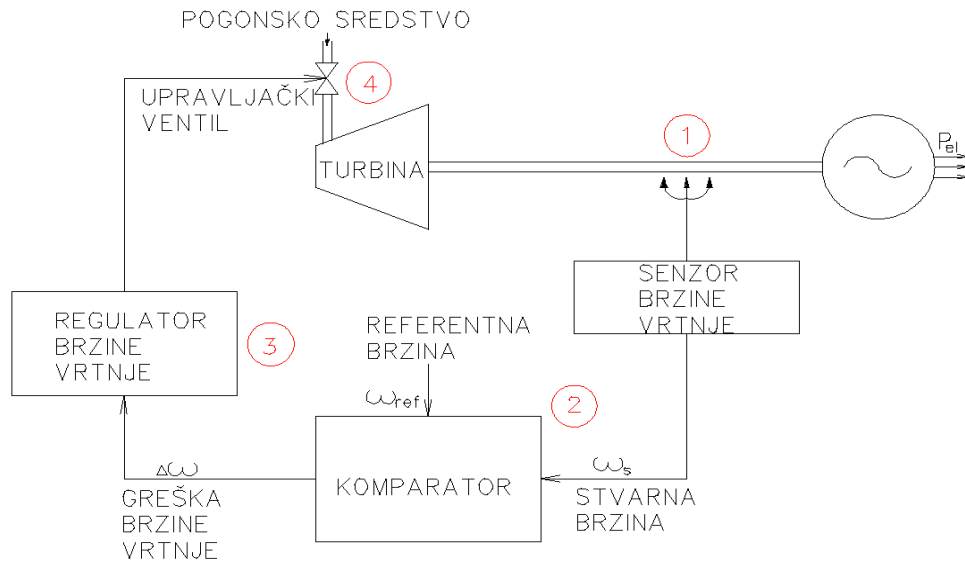 POGONSKO SREDSTVO
4
UPRAVLJAČKI
VENTIL
TURBINA
1
P_el
SENZOR
BRZINE
VRTNJE
REGULATOR
BRZINE
VRTNJE
3
REFERENTNA
BRZINA
ω_ref
2
KOMPARATOR
Δω
GREŠKA
BRZINE
VRTNJE
ω_s
STVARNA
BRZINA